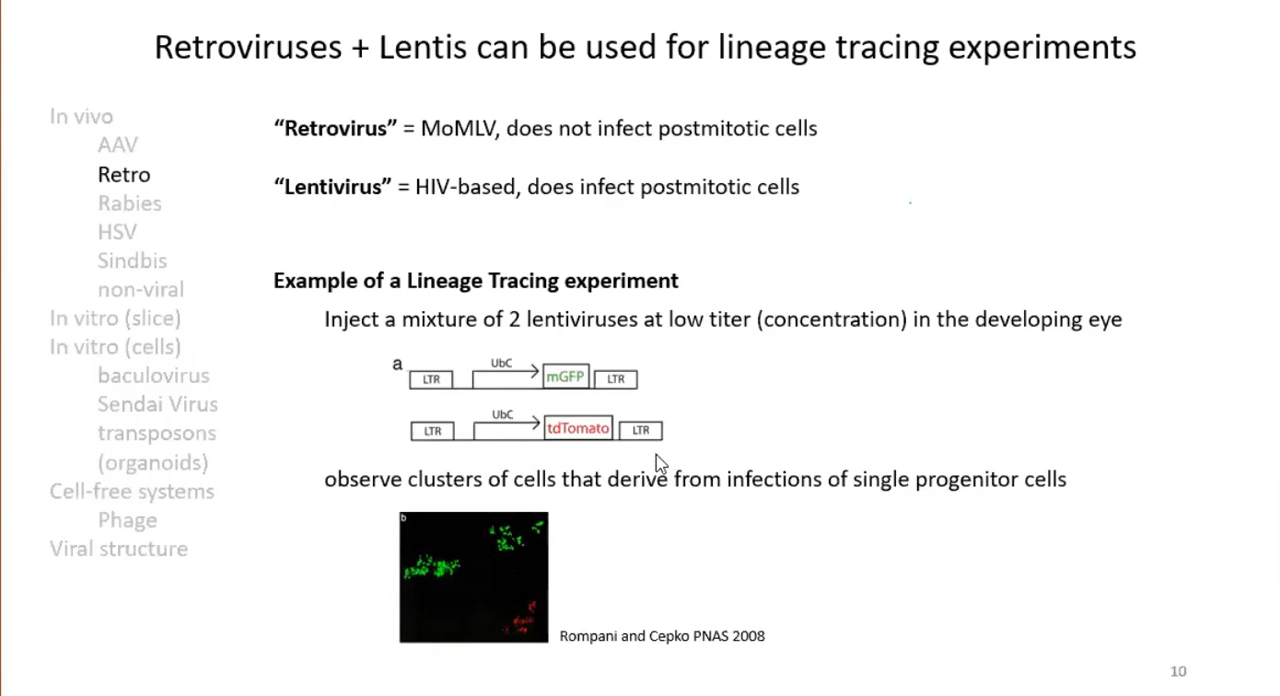 Retroviruses + Lentis can be used for lineage tracing experiments
In vivo
AAV
Retro
Rabies
HSV
Sindbis
non-viral
In vitro (slice)
In vitro (cells)
baculovirus
Sendai Virus
transposons
(organoids)
Cell-free systems
Phage
Viral structure
“Retrovirus” = MoMLV, does not infect postmitotic cells
“Lentivirus” = HIV-based, does infect postmitotic cells
Example of a Lineage Tracing experiment
Inject a mixture of 2 lentiviruses at low titer (concentration) in the developing eye
a
LTR UbC mGFP LTR
LTR UbC tdTomato LTR
observe clusters of cells that derive from infections of single progenitor cells
b
Rompani and Cepko PNAS 2008
10